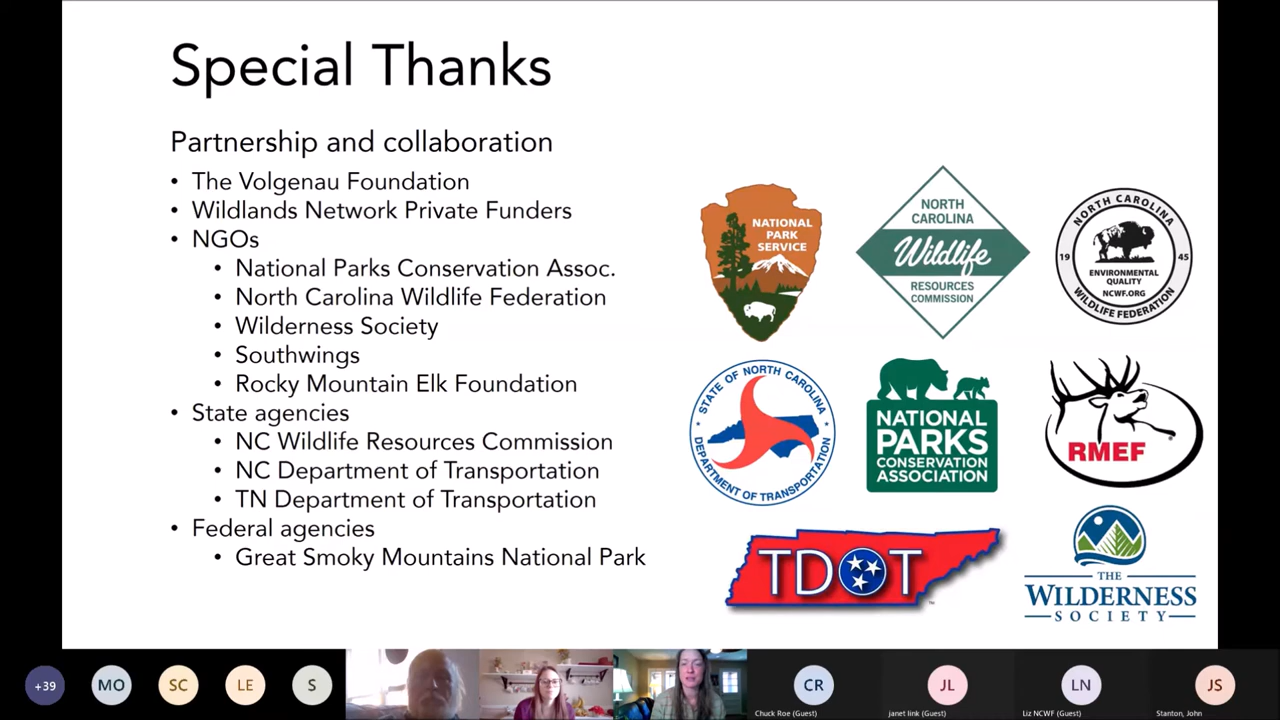 Special Thanks
Partnership and collaboration
• The Volgenau Foundation
• Wildlands Network Private Funders
• NGOs
• National Parks Conservation Assoc.
• North Carolina Wildlife Federation
• Wilderness Society
• Southwings
• Rocky Mountain Elk Foundation
• State agencies
• NC Wildlife Resources Commission
• NC Department of Transportation
• TN Department of Transportation
• Federal agencies
• Great Smoky Mountains National Park
NATIONAL
PARK
SERVICE
NORTH
CAROLINA
Wildlife
RESOURCES
COMMISSION
NORTH CAROLINA
19 45
ENVIRONMENTAL
QUALITY
NCWF.ORG
WILDLIFE FEDERATION
STATE OF NORTH CAROLINA
DEPARTMENT OF TRANSPORTATION
NATIONAL
PARKS
CONSERVATION
ASSOCIATION
RMEF
TDOT
THE
WILDERNESS
SOCIETY
+39
MO
SC
LE
S
CR
Chuck Roe (Guest)
JL
janet link (Guest)
LN
Liz NCWF (Guest)
JS
Stanton, John